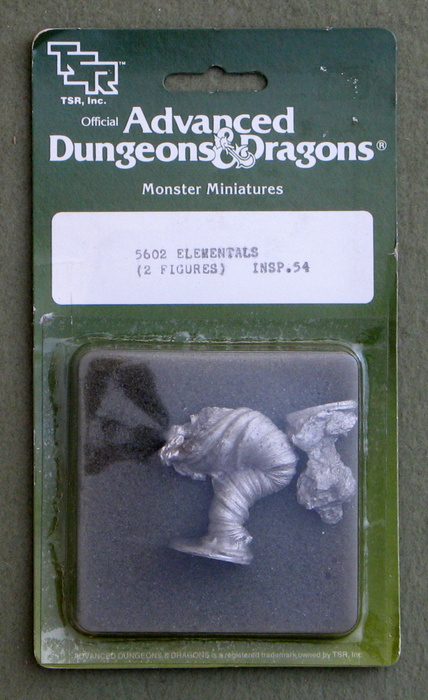 TSR™
TSR, Inc.
Official Advanced
Dungeons & Dragons®
Monster Miniatures
5602 ELEMENTALS
(2 FIGURES) INSP.54
ADVANCED DUNGEONS & DRAGONS is a registered trademark owned by TSR, Inc.